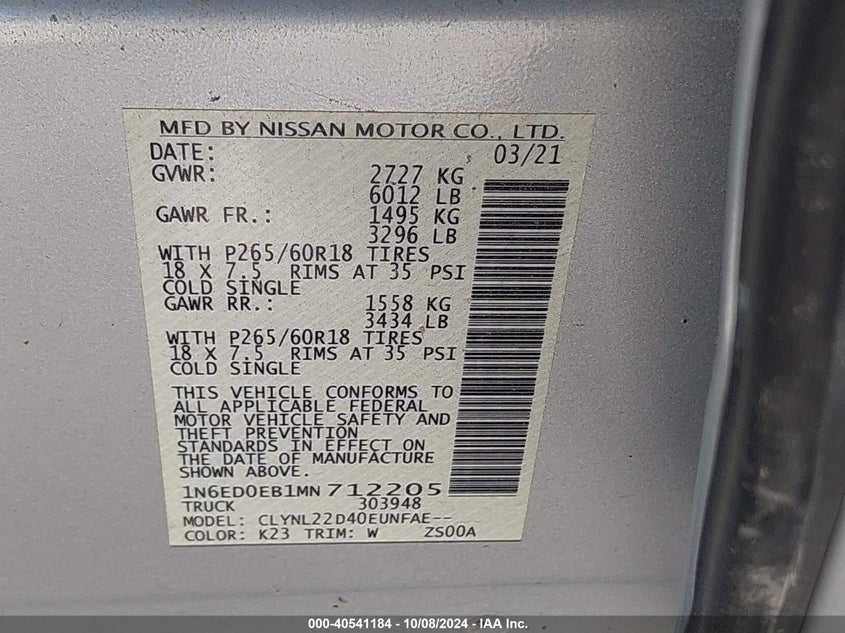 MFD BY NISSAN MOTOR CO., LTD.
DATE: 03/21
GVWR: 2727 KG
6012 LB
GAWR FR.: 1495 KG
3296 LB
WITH P265/60R18 TIRES
18 X 7.5 RIMS AT 35 PSI
COLD SINGLE
GAWR RR.: 1558 KG
3434 LB
WITH P265/60R18 TIRES
18 X 7.5 RIMS AT 35 PSI
COLD SINGLE
THIS VEHICLE CONFORMS TO
ALL APPLICABLE FEDERAL
MOTOR VEHICLE SAFETY AND
THEFT PREVENTION
STANDARDS IN EFFECT ON
THE DATE OF MANUFACTURE
SHOWN ABOVE.
1N6ED0EB1MN712205
TRUCK 303948
MODEL: CLYNL22D40EUNFAE--
COLOR: K23 TRIM: W ZS00A
000-40541184 - 10/08/2024 - IAA Inc.